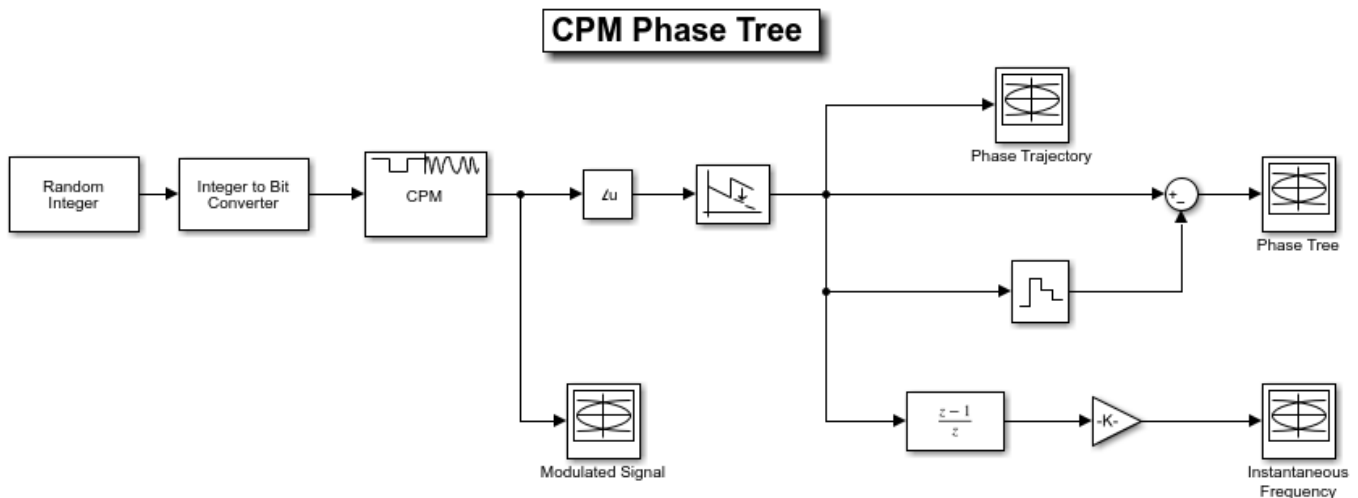 CPM Phase Tree
Phase Trajectory
Random
Integer
Integer to Bit
Converter
CPM
∠u
+
−
Phase Tree
z − 1
z
-K-
Modulated Signal
Instantaneous
Frequency